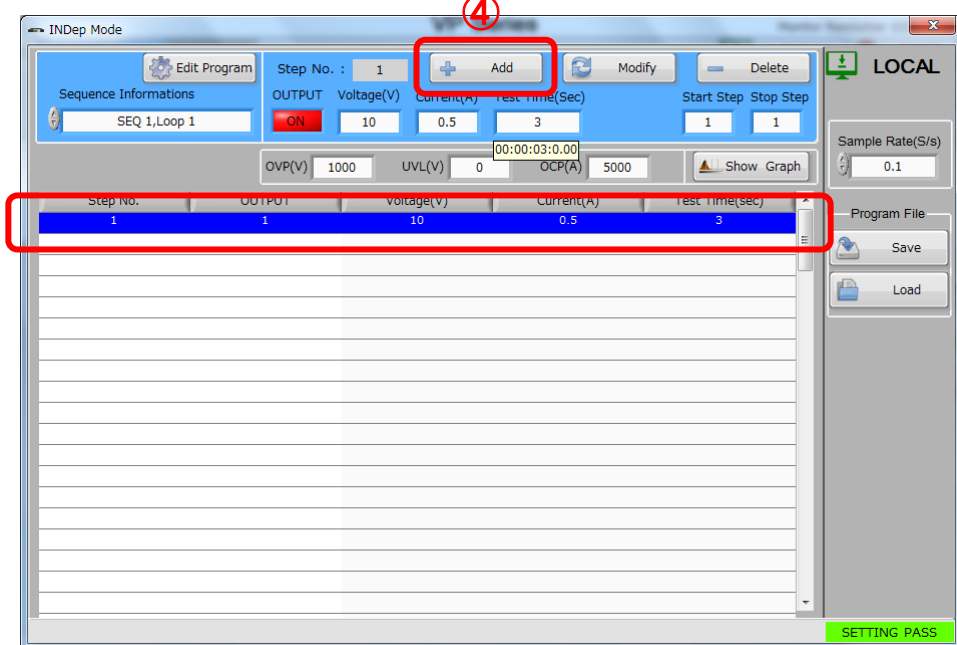 ④
INDep Mode
Edit Program
Step No. : 1
Add
Modify
Delete
LOCAL
Sequence Informations
OUTPUT Voltage(V) Current(A) Test Time(Sec)
Start Step Stop Step
SEQ 1,Loop 1
ON 10 0.5 3
1 1
00:00:03:0.00
Sample Rate(S/s)
0.1
OVP(V) 1000 UVL(V) 0 OCP(A) 5000
Show Graph
Step No. OUTPUT Voltage(V) Current(A) Test Time(sec)
1 1 10 0.5 3
Program File
Save
Load
SETTING PASS